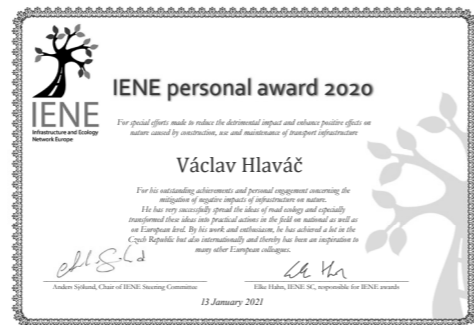 IENE personal award 2020
IENE
Infrastructure and Ecology
Network Europe
For special efforts made to reduce the detrimental impact and enhance positive effects on
nature caused by construction, use and maintenance of transport infrastructure
Václav Hlaváč
For his outstanding achievements and personal engagement concerning the
mitigation of negative impacts of infrastructure on nature.
He has very successfully spread the ideas of road ecology and especially
transformed these ideas into practical actions in the field on national as well as
on European level. By his work and enthusiasm, he has achieved a lot in the
Czech Republic but also internationally and thereby has been an inspiration to
many other European colleagues.
Anders Sjölund, Chair of IENE Steering Committee
Elke Hahn, IENE SC, responsible for IENE awards
13 January 2021